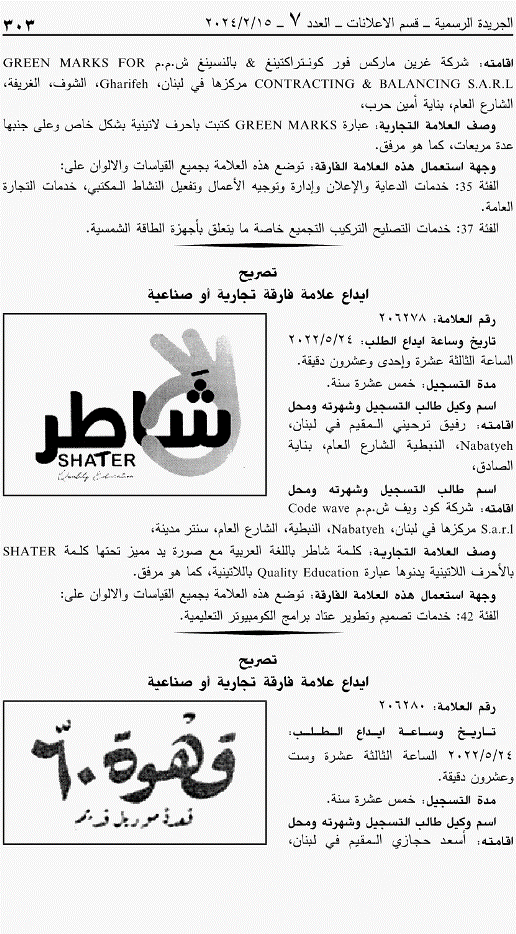 الجريدة الرسمية ـ قسم الاعلانات ـ العدد ٧ ـ ٢٠٢٤/٢/١٥
٣٠٣
اقامته: شركة غرين ماركس فور كونتراكتينغ & بالنسينغ ش.م.م GREEN MARKS FOR
CONTRACTING & BALANCING S.A.R.L مركزها في لبنان، Gharifeh، الشوف، الغريفة،
الشارع العام، بناية أمين حرب،
وصف العلامة التجارية: عبارة GREEN MARKS كتبت باحرف لاتينية بشكل خاص وعلى جنبها
عدة مربعات، كما هو مرفق.
وجهة استعمال هذه العلامة الفارقة: توضع هذه العلامة بجميع القياسات والالوان على:
الفئة 35: خدمات الدعاية والإعلان وإدارة وتوجيه الأعمال وتفعيل النشاط المكتبي، خدمات التجارة
العامة.
الفئة 37: خدمات التصليح التركيب التجميع خاصة ما يتعلق بأجهزة الطاقة الشمسية.
تصريح
ايداع علامة فارقة تجارية أو صناعية
رقم العلامة: ٢٠٦٢٧٨
تاريخ وساعة ايداع الطلب: ٢٠٢٢/٥/٢٤
الساعة الثالثة عشرة وإحدى وعشرون دقيقة.
مدة التسجيل: خمس عشرة سنة.
اسم وكيل طالب التسجيل وشهرته ومحل
اقامته: رفيق ترحيني المقيم في لبنان،
Nabatyeh، النبطية الشارع العام، بناية
الصادق،
اسم طالب التسجيل وشهرته ومحل
اقامته: شركة كود ويف ش.م.م Code wave
S.a.r.l مركزها في لبنان، Nabatyeh، النبطية، الشارع العام، سنتر مدينة،
شاطر
SHATER
Quality Education
وصف العلامة التجارية: كلمة شاطر باللغة العربية مع صورة يد مميز تحتها كلمة SHATER
بالأحرف اللاتينية يدنوها عبارة Quality Education باللاتينية، كما هو مرفق.
وجهة استعمال هذه العلامة الفارقة: توضع هذه العلامة بجميع القياسات والالوان على:
الفئة 42: خدمات تصميم وتطوير عتاد برامج الكومبيوتر التعليمية.
تصريح
ايداع علامة فارقة تجارية أو صناعية
رقم العلامة: ٢٠٦٢٨٠
تاريخ وساعة ايداع الطلب:
٢٠٢٢/٥/٢٤ الساعة الثالثة عشرة وست
وعشرون دقيقة.
مدة التسجيل: خمس عشرة سنة.
اسم وكيل طالب التسجيل وشهرته ومحل
اقامته: أسعد حجازي المقيم في لبنان،
قهوة ٦٠